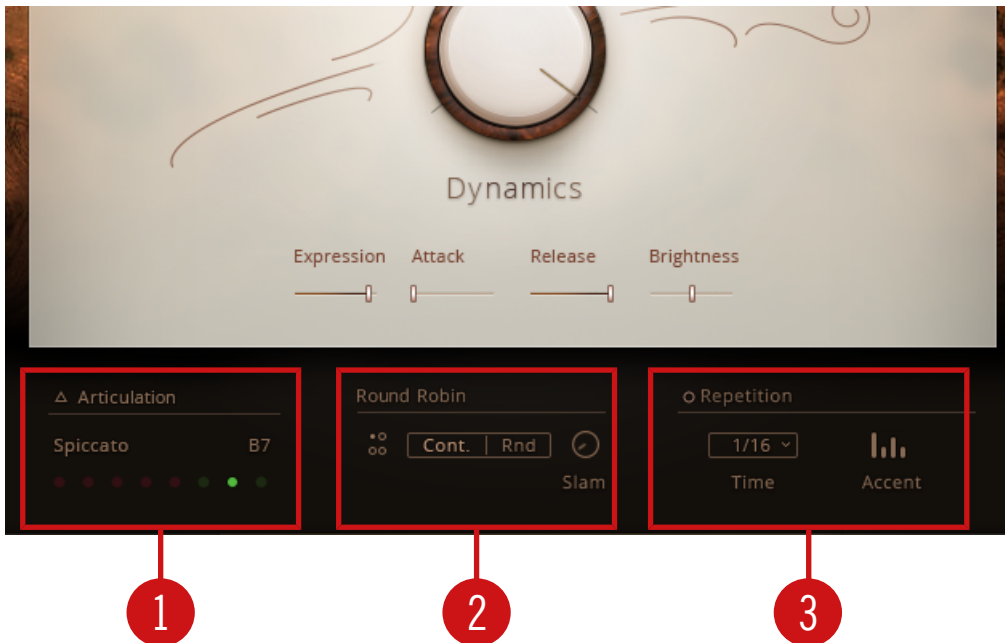 Dynamics
Expression Attack Release Brightness
Articulation
Spiccato B7
Round Robin
Cont. | Rnd
Slam
Repetition
1/16
Time Accent
1 2 3